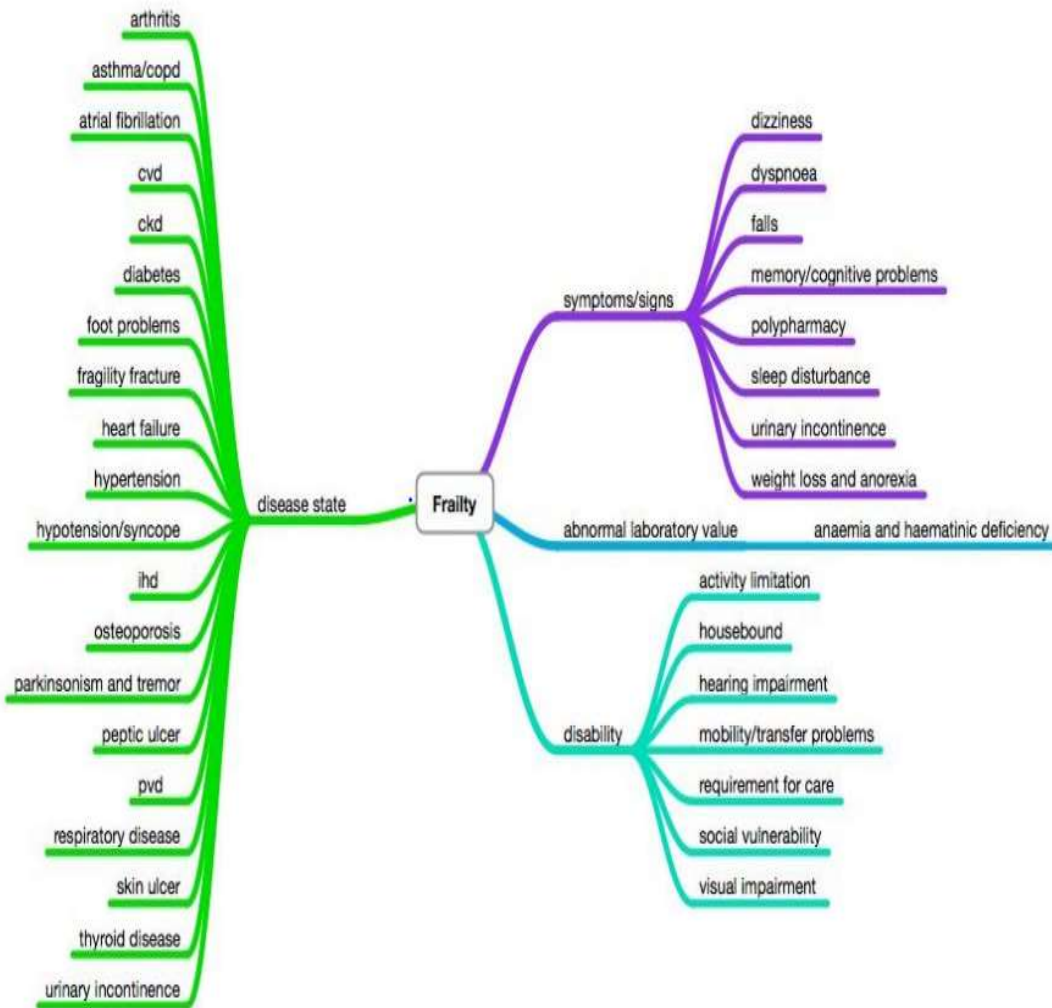 arthritis
asthma/copd
atrial fibrillation
cvd
ckd
diabetes
foot problems
fragility fracture
heart failure
hypertension
hypotension/syncope
ihd
osteoporosis
parkinsonism and tremor
peptic ulcer
pvd
respiratory disease
skin ulcer
thyroid disease
urinary incontinence
disease state
Frailty
symptoms/signs
dizziness
dyspnoea
falls
memory/cognitive problems
polypharmacy
sleep disturbance
urinary incontinence
weight loss and anorexia
abnormal laboratory value
anaemia and haematinic deficiency
disability
activity limitation
housebound
hearing impairment
mobility/transfer problems
requirement for care
social vulnerability
visual impairment